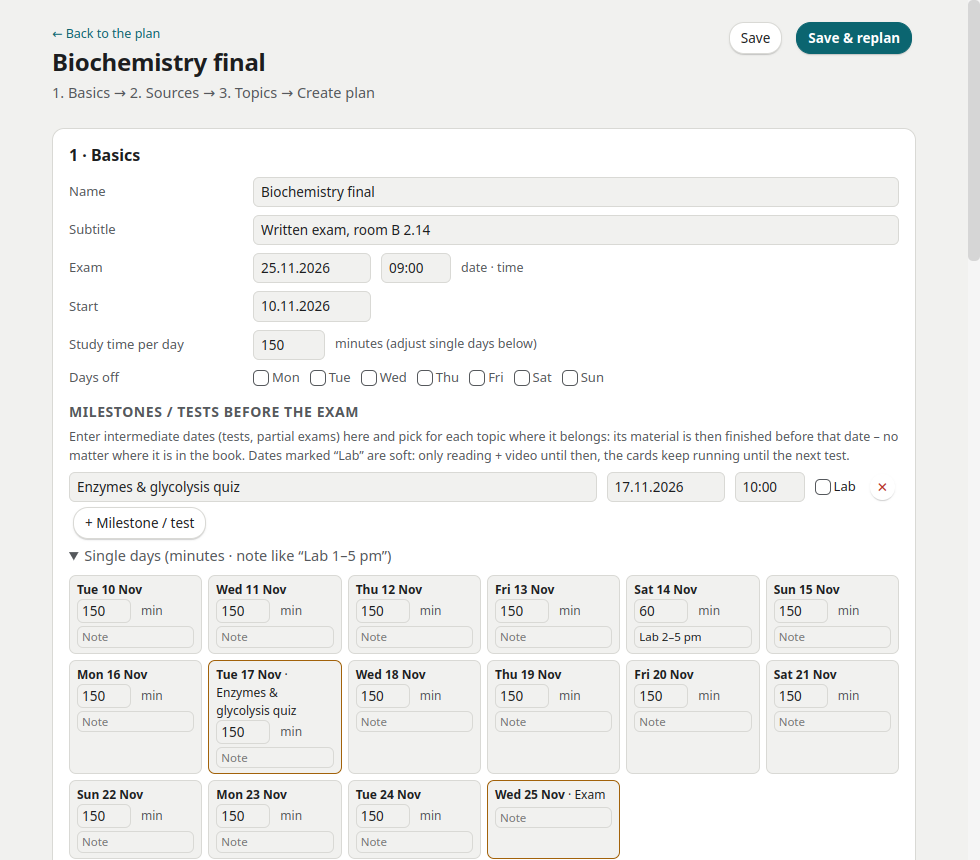 ← Back to the plan
Save
Save & replan
Biochemistry final
1. Basics → 2. Sources → 3. Topics → Create plan
1 · Basics
Name
Biochemistry final
Subtitle
Written exam, room B 2.14
Exam
25.11.2026
09:00
date · time
Start
10.11.2026
Study time per day
150
minutes (adjust single days below)
Days off
Mon
Tue
Wed
Thu
Fri
Sat
Sun
MILESTONES / TESTS BEFORE THE EXAM
Enter intermediate dates (tests, partial exams) here and pick for each topic where it belongs: its material is then finished before that date – no
matter where it is in the book. Dates marked “Lab” are soft: only reading + video until then, the cards keep running until the next test.
Enzymes & glycolysis quiz
17.11.2026
10:00
Lab
×
+ Milestone / test
▼ Single days (minutes · note like “Lab 1–5 pm”)
Tue 10 Nov
150 min
Note
Wed 11 Nov
150 min
Note
Thu 12 Nov
150 min
Note
Fri 13 Nov
150 min
Note
Sat 14 Nov
60 min
Lab 2–5 pm
Sun 15 Nov
150 min
Note
Mon 16 Nov
150 min
Note
Tue 17 Nov ·
Enzymes &
glycolysis quiz
150 min
Note
Wed 18 Nov
150 min
Note
Thu 19 Nov
150 min
Note
Fri 20 Nov
150 min
Note
Sat 21 Nov
150 min
Note
Sun 22 Nov
150 min
Note
Mon 23 Nov
150 min
Note
Tue 24 Nov
150 min
Note
Wed 25 Nov · Exam
Note